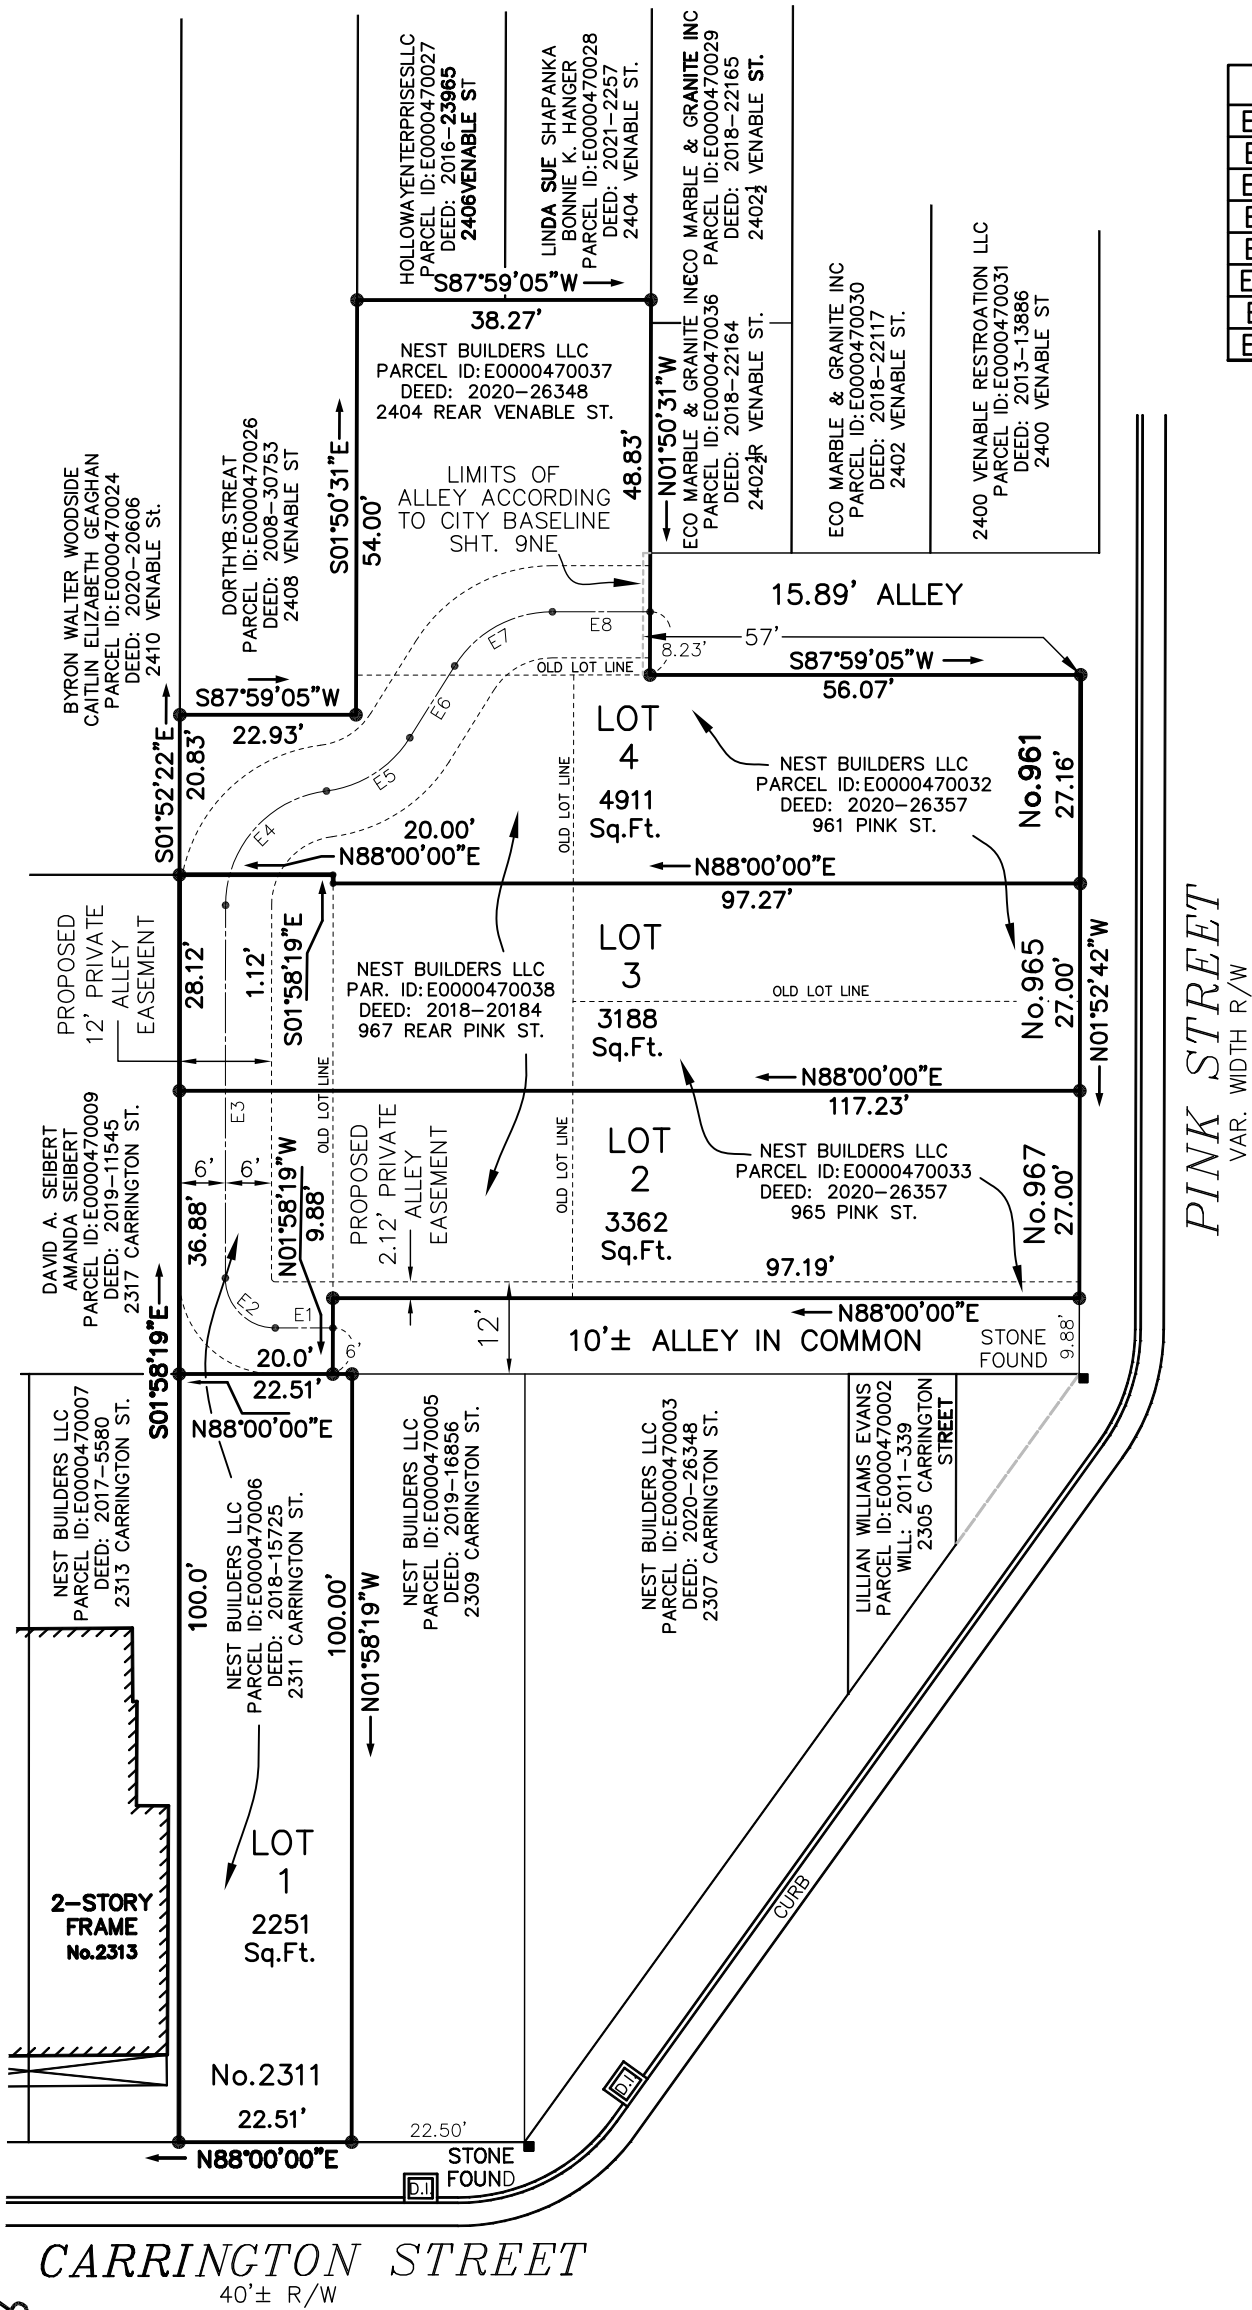 HOLLOWAYENTERPRISESLLC
PARCEL ID:E0000470027
DEED: 2016-23965
2406VENABLE ST
LINDA SUE SHAPANKA
BONNIE K. HANGER
PARCEL ID:E0000470028
DEED: 2021-2257
2404 VENABLE ST.
ECO MARBLE & GRANITE INC
PARCEL ID:E0000470029
DEED: 2018-22165
2402½ VENABLE ST.
S87°59'05"W
38.27'
NEST BUILDERS LLC
PARCEL ID:E0000470037
DEED: 2020-26348
2404 REAR VENABLE ST.
ECO MARBLE & GRANITE INC
PARCEL ID:E0000470036
DEED: 2018-22164
2402½R VENABLE ST.
ECO MARBLE & GRANITE INC
PARCEL ID:E0000470030
DEED: 2018-22117
2402 VENABLE ST.
2400 VENABLE RESTROATION LLC
PARCEL ID:E0000470031
DEED: 2013-13886
2400 VENABLE ST
BYRON WALTER WOODSIDE
CAITLIN ELIZABETH GEAGHAN
PARCEL ID:E0000470024
DEED: 2020-20606
2410 VENABLE St.
DORTHYB.STREAT
PARCEL ID:E0000470026
DEED: 2008-30753
2408 VENABLE ST
S01°50'31"E
54.00'
LIMITS OF
ALLEY ACCORDING
TO CITY BASELINE
SHT. 9NE
48.83'
N01°50'31"W
15.89' ALLEY
E8
E7
57'
8.23'
OLD LOT LINE
S87°59'05"W
56.07'
S87°59'05"W
22.93'
S01°52'22"E
20.83'
E6
E5
E4
LOT
4
4911
Sq.Ft.
OLD LOT LINE
NEST BUILDERS LLC
PARCEL ID:E0000470032
DEED: 2020-26357
961 PINK ST.
No.961
27.16'
20.00'
N88°00'00"E
N88°00'00"E
97.27'
PROPOSED
12' PRIVATE
ALLEY
EASEMENT
28.12'
1.12'
S01°58'19"E
NEST BUILDERS LLC
PAR. ID:E0000470038
DEED: 2018-20184
967 REAR PINK ST.
LOT
3
3188
Sq.Ft.
OLD LOT LINE
No.965
27.00'
N01°52'42"W
PINK STREET
VAR. WIDTH R/W
OLD LOT LINE
N88°00'00"E
117.23'
DAVID A. SEIBERT
AMANDA SEIBERT
PARCEL ID:E0000470009
DEED: 2019-11545
2317 CARRINGTON ST.
E3
6'
6'
36.88'
N01°58'19"W
9.88'
PROPOSED
2.12' PRIVATE
ALLEY
EASEMENT
OLD LOT LINE
LOT
2
3362
Sq.Ft.
NEST BUILDERS LLC
PARCEL ID:E0000470033
DEED: 2020-26357
965 PINK ST.
No.967
27.00'
97.19'
N88°00'00"E
S01°58'19"E
E2
E1
6'
12'
10'± ALLEY IN COMMON
STONE
FOUND
9.88'
20.0'
22.51'
N88°00'00"E
NEST BUILDERS LLC
PARCEL ID:E0000470007
DEED: 2017-5580
2313 CARRINGTON ST.
NEST BUILDERS LLC
PARCEL ID:E0000470006
DEED: 2018-15725
2311 CARRINGTON ST.
NEST BUILDERS LLC
PARCEL ID:E0000470005
DEED: 2019-16856
2309 CARRINGTON ST.
NEST BUILDERS LLC
PARCEL ID:E0000470003
DEED: 2020-26348
2307 CARRINGTON ST.
LILLIAN WILLIAMS EVANS
PARCEL ID:E0000470002
WILL: 2011-339
2305 CARRINGTON
STREET
100.0'
100.00'
N01°58'19"W
LOT
1
2251
Sq.Ft.
2-STORY
FRAME
No.2313
CURB
No.2311
22.51'
N88°00'00"E
22.50'
STONE
FOUND
D.I.
D.I.
CARRINGTON STREET
40'± R/W